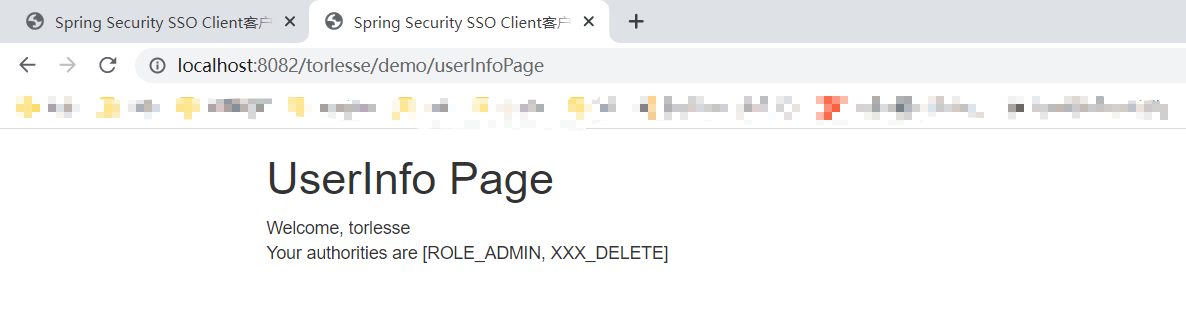 Spring Security SSO Client客户
Spring Security SSO Client客户
localhost:8082/torlesse/demo/userInfoPage
UserInfo Page
Welcome, torlesse
Your authorities are [ROLE_ADMIN, XXX_DELETE]